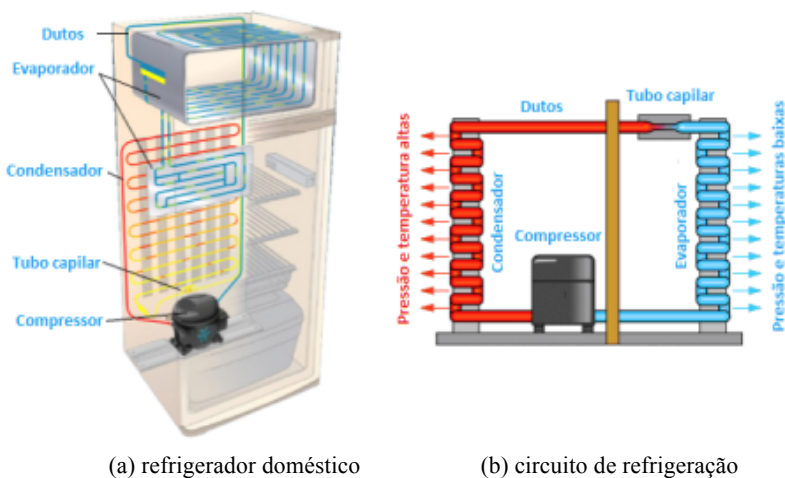 Dutos
Evaporador
Condensador
Tubo capilar
Compressor
Pressão e temperatura altas
Condensador
Dutos
Compressor
Tubo capilar
Evaporador
Pressão e temperaturas baixas
(a) refrigerador doméstico
(b) circuito de refrigeração